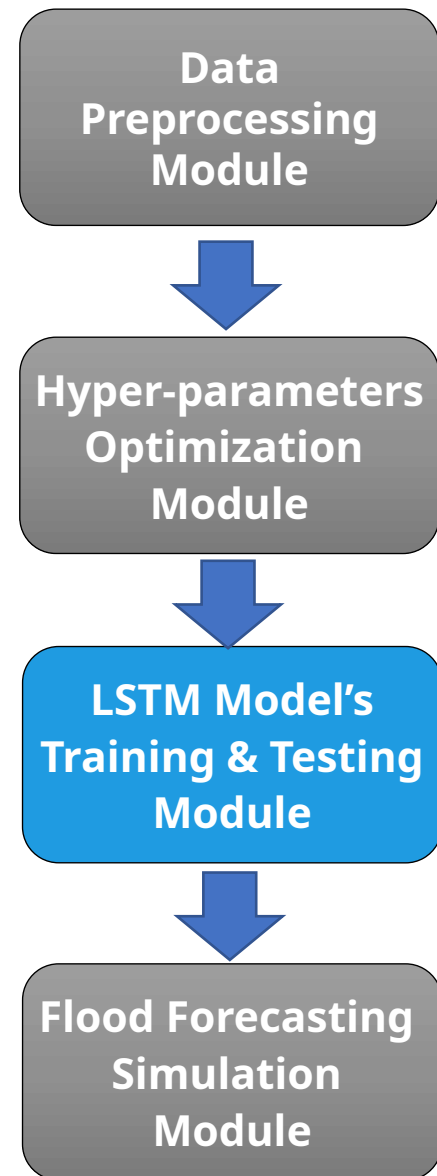 Data
Preprocessing
Module
Hyper-parameters
Optimization
Module
LSTM Model’s
Training & Testing
Module
Flood Forecasting
Simulation
Module